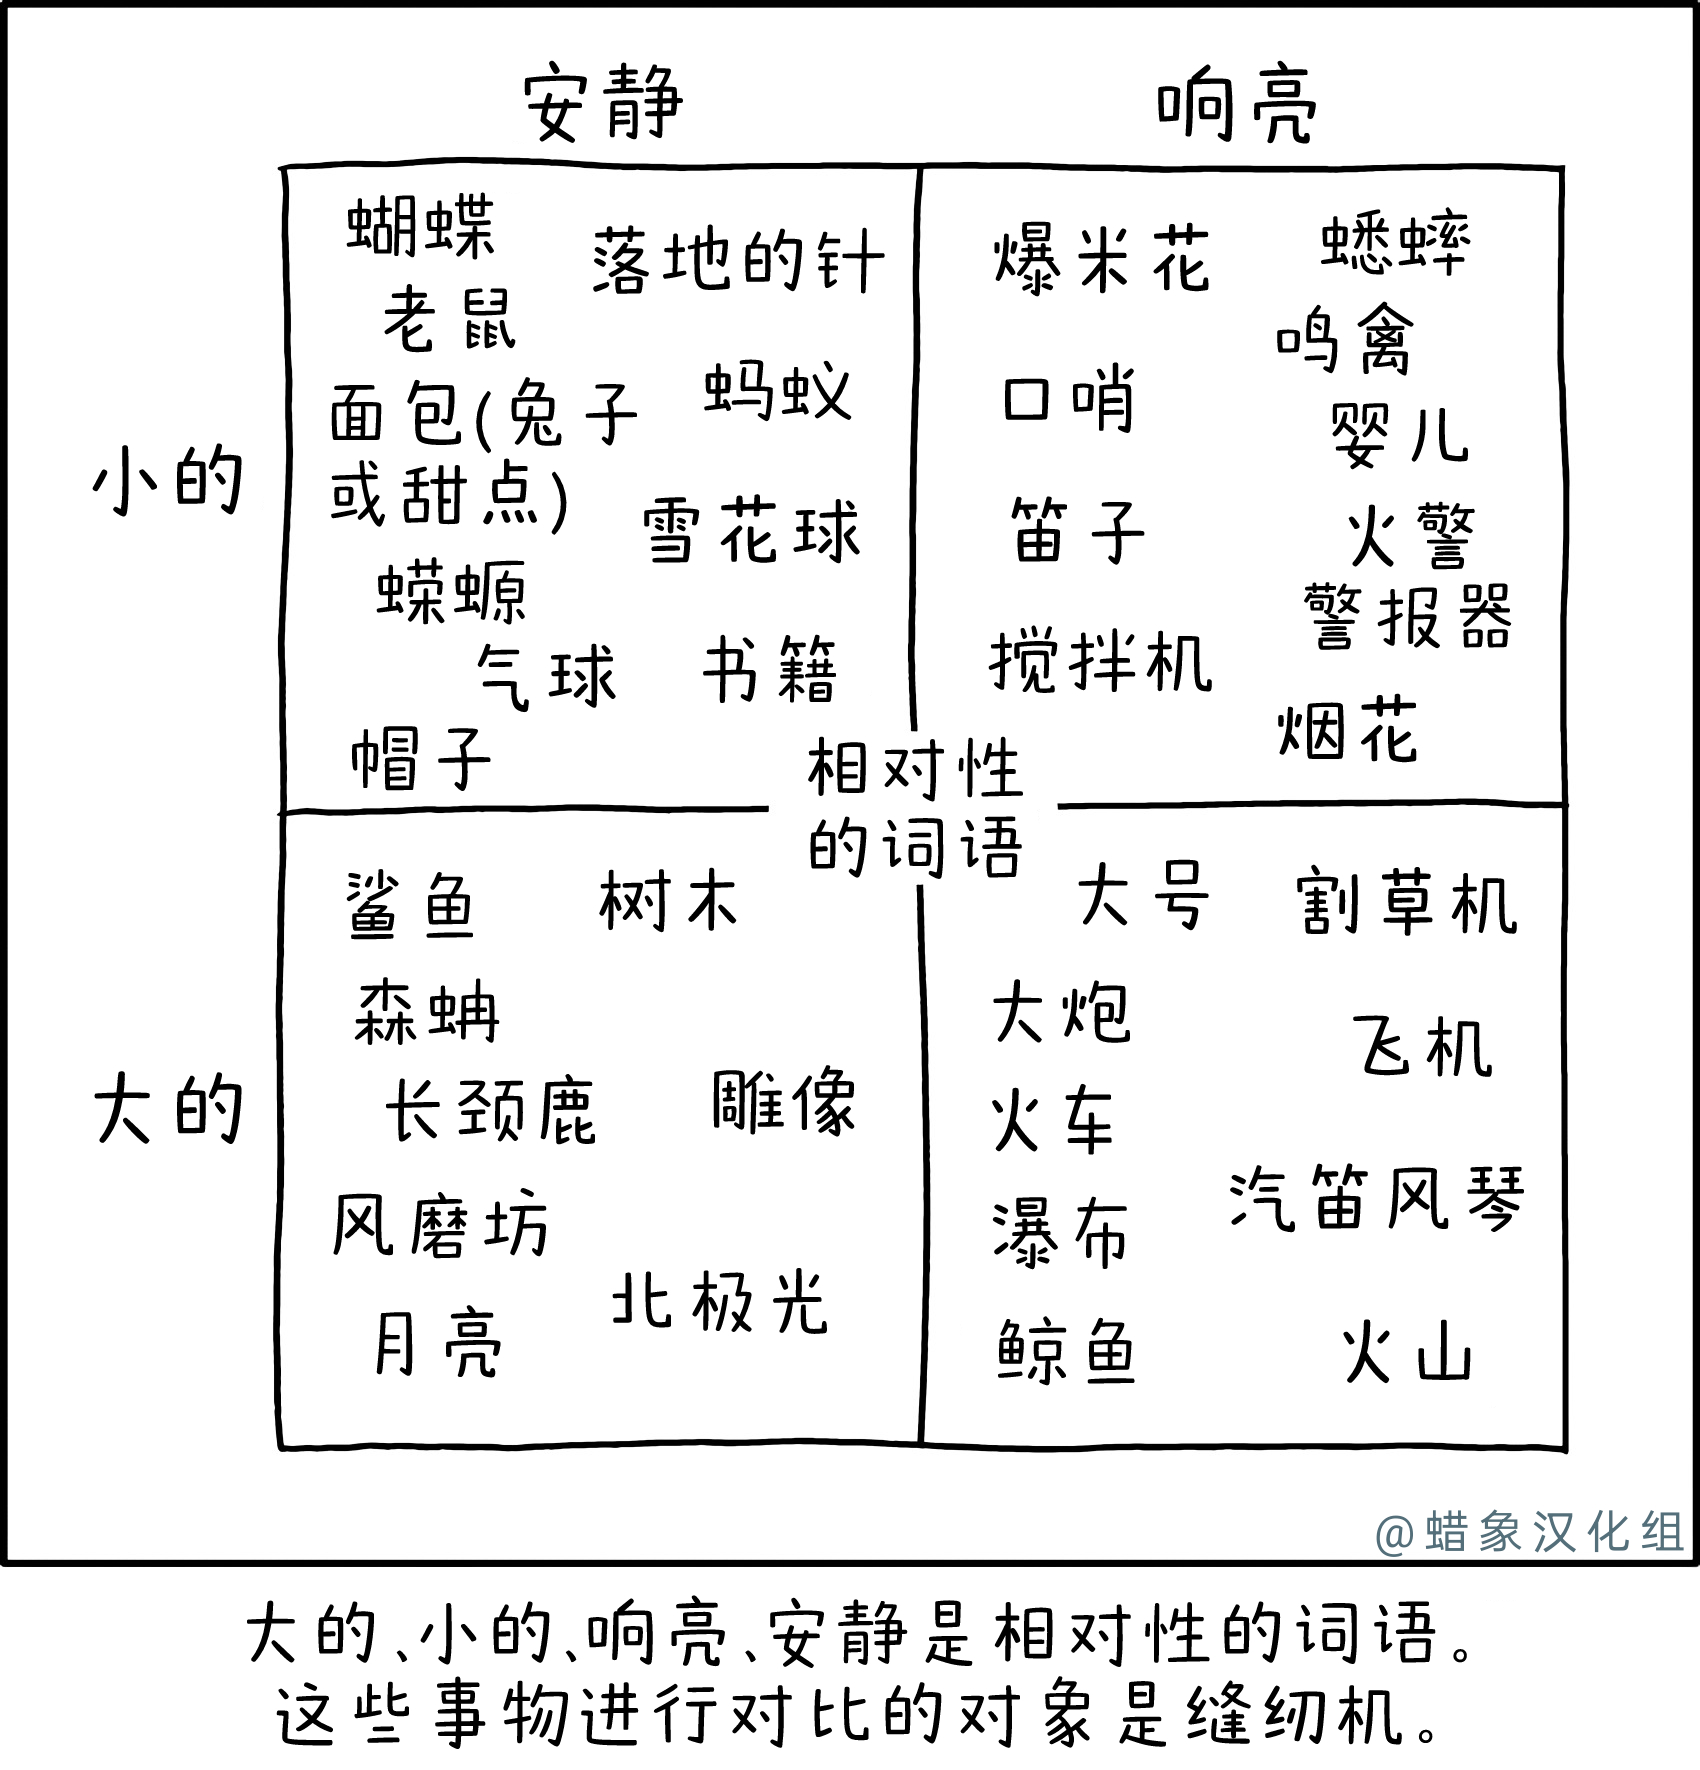 安静
响亮
小的
大的
蝴蝶
落地的针
老鼠
面包(兔子
或甜点)
蚂蚁
雪花球
蝾螈
气球
书籍
帽子
爆米花
蟋蟀
鸣禽
口哨
婴儿
笛子
火警
警报器
搅拌机
烟花
相对性
的词语
鲨鱼
树木
森蚺
长颈鹿
雕像
风磨坊
北极光
月亮
大号
割草机
大炮
飞机
火车
汽笛风琴
瀑布
鲸鱼
火山
@蜡象汉化组
大的、小的、响亮、安静是相对性的词语。
这些事物进行对比的对象是缝纫机。